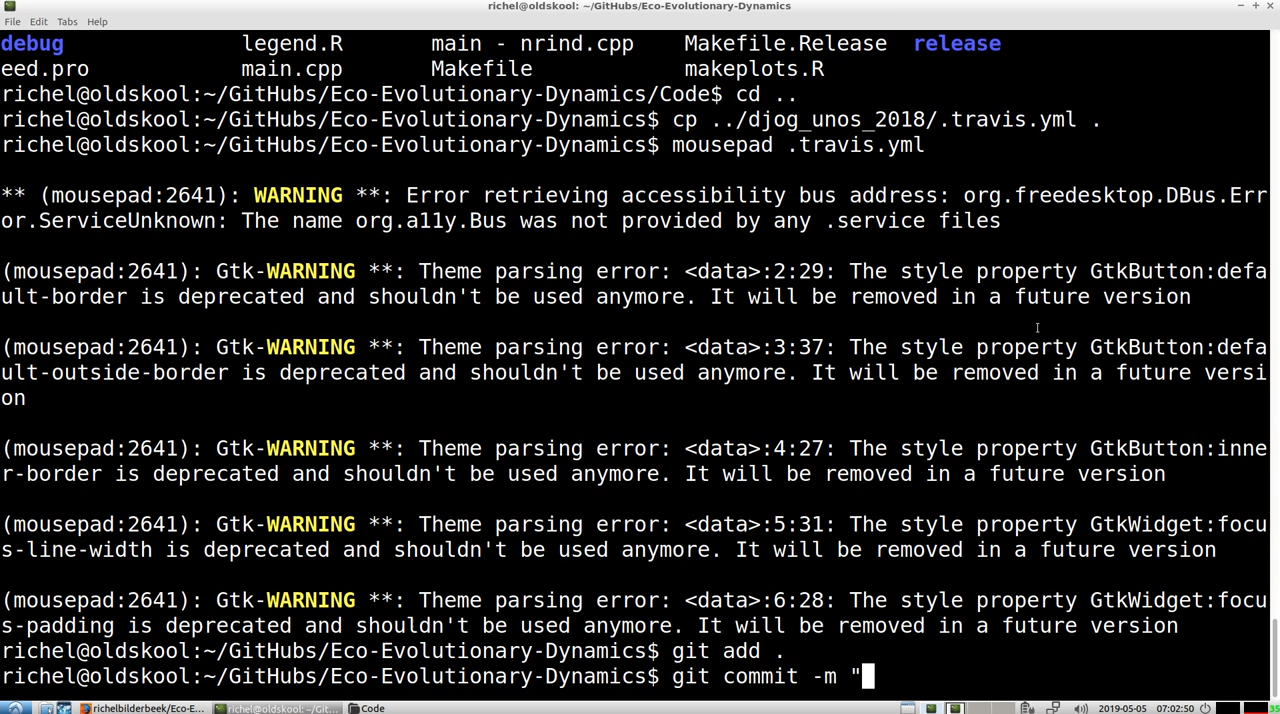 richel@oldskool: ~/GitHubs/Eco-Evolutionary-Dynamics
File Edit Tabs Help
debug legend.R main - nrind.cpp Makefile.Release release
eed.pro main.cpp Makefile makeplots.R
richel@oldskool:~/GitHubs/Eco-Evolutionary-Dynamics/Code$ cd ..
richel@oldskool:~/GitHubs/Eco-Evolutionary-Dynamics$ cp ../djog_unos_2018/.travis.yml .
richel@oldskool:~/GitHubs/Eco-Evolutionary-Dynamics$ mousepad .travis.yml
** (mousepad:2641): WARNING **: Error retrieving accessibility bus address: org.freedesktop.DBus.Err
or.ServiceUnknown: The name org.a11y.Bus was not provided by any .service files
(mousepad:2641): Gtk-WARNING **: Theme parsing error: <data>:2:29: The style property GtkButton:defa
ult-border is deprecated and shouldn't be used anymore. It will be removed in a future version
(mousepad:2641): Gtk-WARNING **: Theme parsing error: <data>:3:37: The style property GtkButton:defa
ult-outside-border is deprecated and shouldn't be used anymore. It will be removed in a future versi
on
(mousepad:2641): Gtk-WARNING **: Theme parsing error: <data>:4:27: The style property GtkButton:inne
r-border is deprecated and shouldn't be used anymore. It will be removed in a future version
(mousepad:2641): Gtk-WARNING **: Theme parsing error: <data>:5:31: The style property GtkWidget:focu
s-line-width is deprecated and shouldn't be used anymore. It will be removed in a future version
(mousepad:2641): Gtk-WARNING **: Theme parsing error: <data>:6:28: The style property GtkWidget:focu
s-padding is deprecated and shouldn't be used anymore. It will be removed in a future version
richel@oldskool:~/GitHubs/Eco-Evolutionary-Dynamics$ git add .
richel@oldskool:~/GitHubs/Eco-Evolutionary-Dynamics$ git commit -m "
richelbilderbeek/Eco-E... richel@oldskool: ~/Git... Code 2019-05-05 07:02:50 35